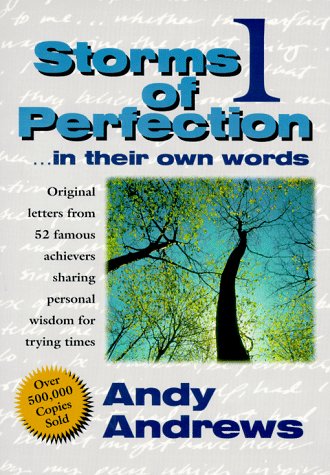 Storms 1
of
Perfection
...in their own words
Original
letters from
52 famous
achievers
sharing
personal
wisdom for
trying times
Over
500,000
Copies
Sold
Andy
Andrews